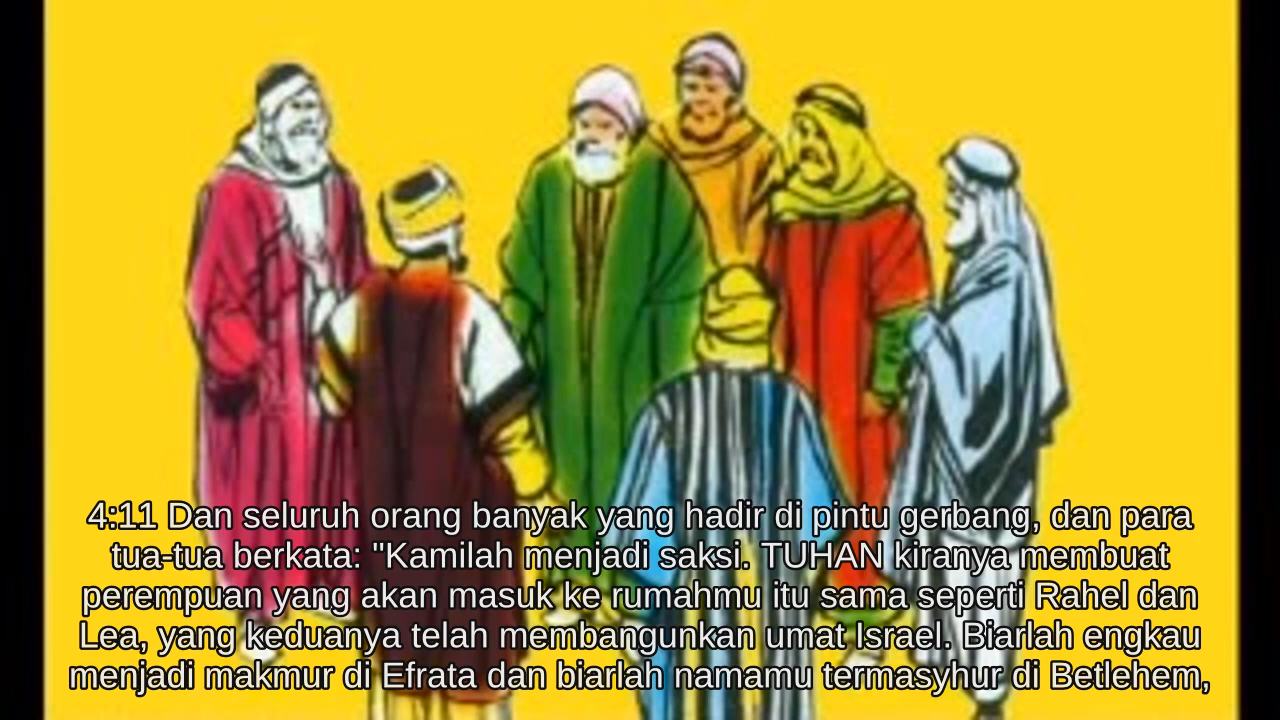 4:11 Dan seluruh orang banyak yang hadir di pintu gerbang, dan para
tua-tua berkata: "Kamilah menjadi saksi. TUHAN kiranya membuat
perempuan yang akan masuk ke rumahmu itu sama seperti Rahel dan
Lea, yang keduanya telah membangunkan umat Israel. Biarlah engkau
menjadi makmur di Efrata dan biarlah namamu termasyhur di Betlehem,